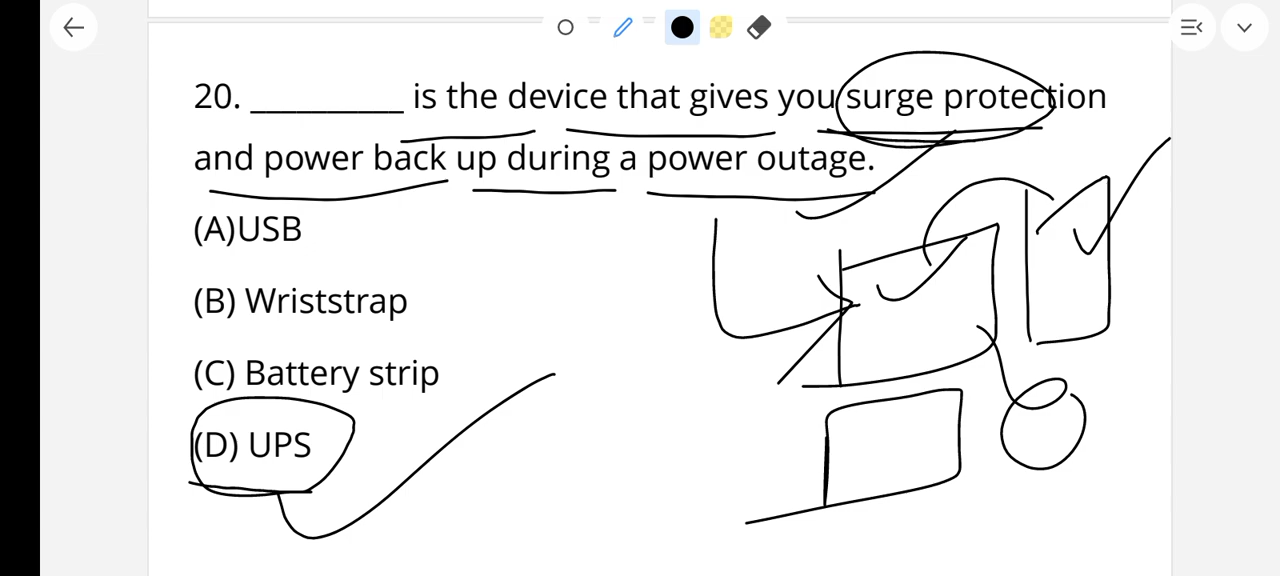 20. __________ is the device that gives you surge protection
and power back up during a power outage.
(A)USB
(B) Wriststrap
(C) Battery strip
(D) UPS